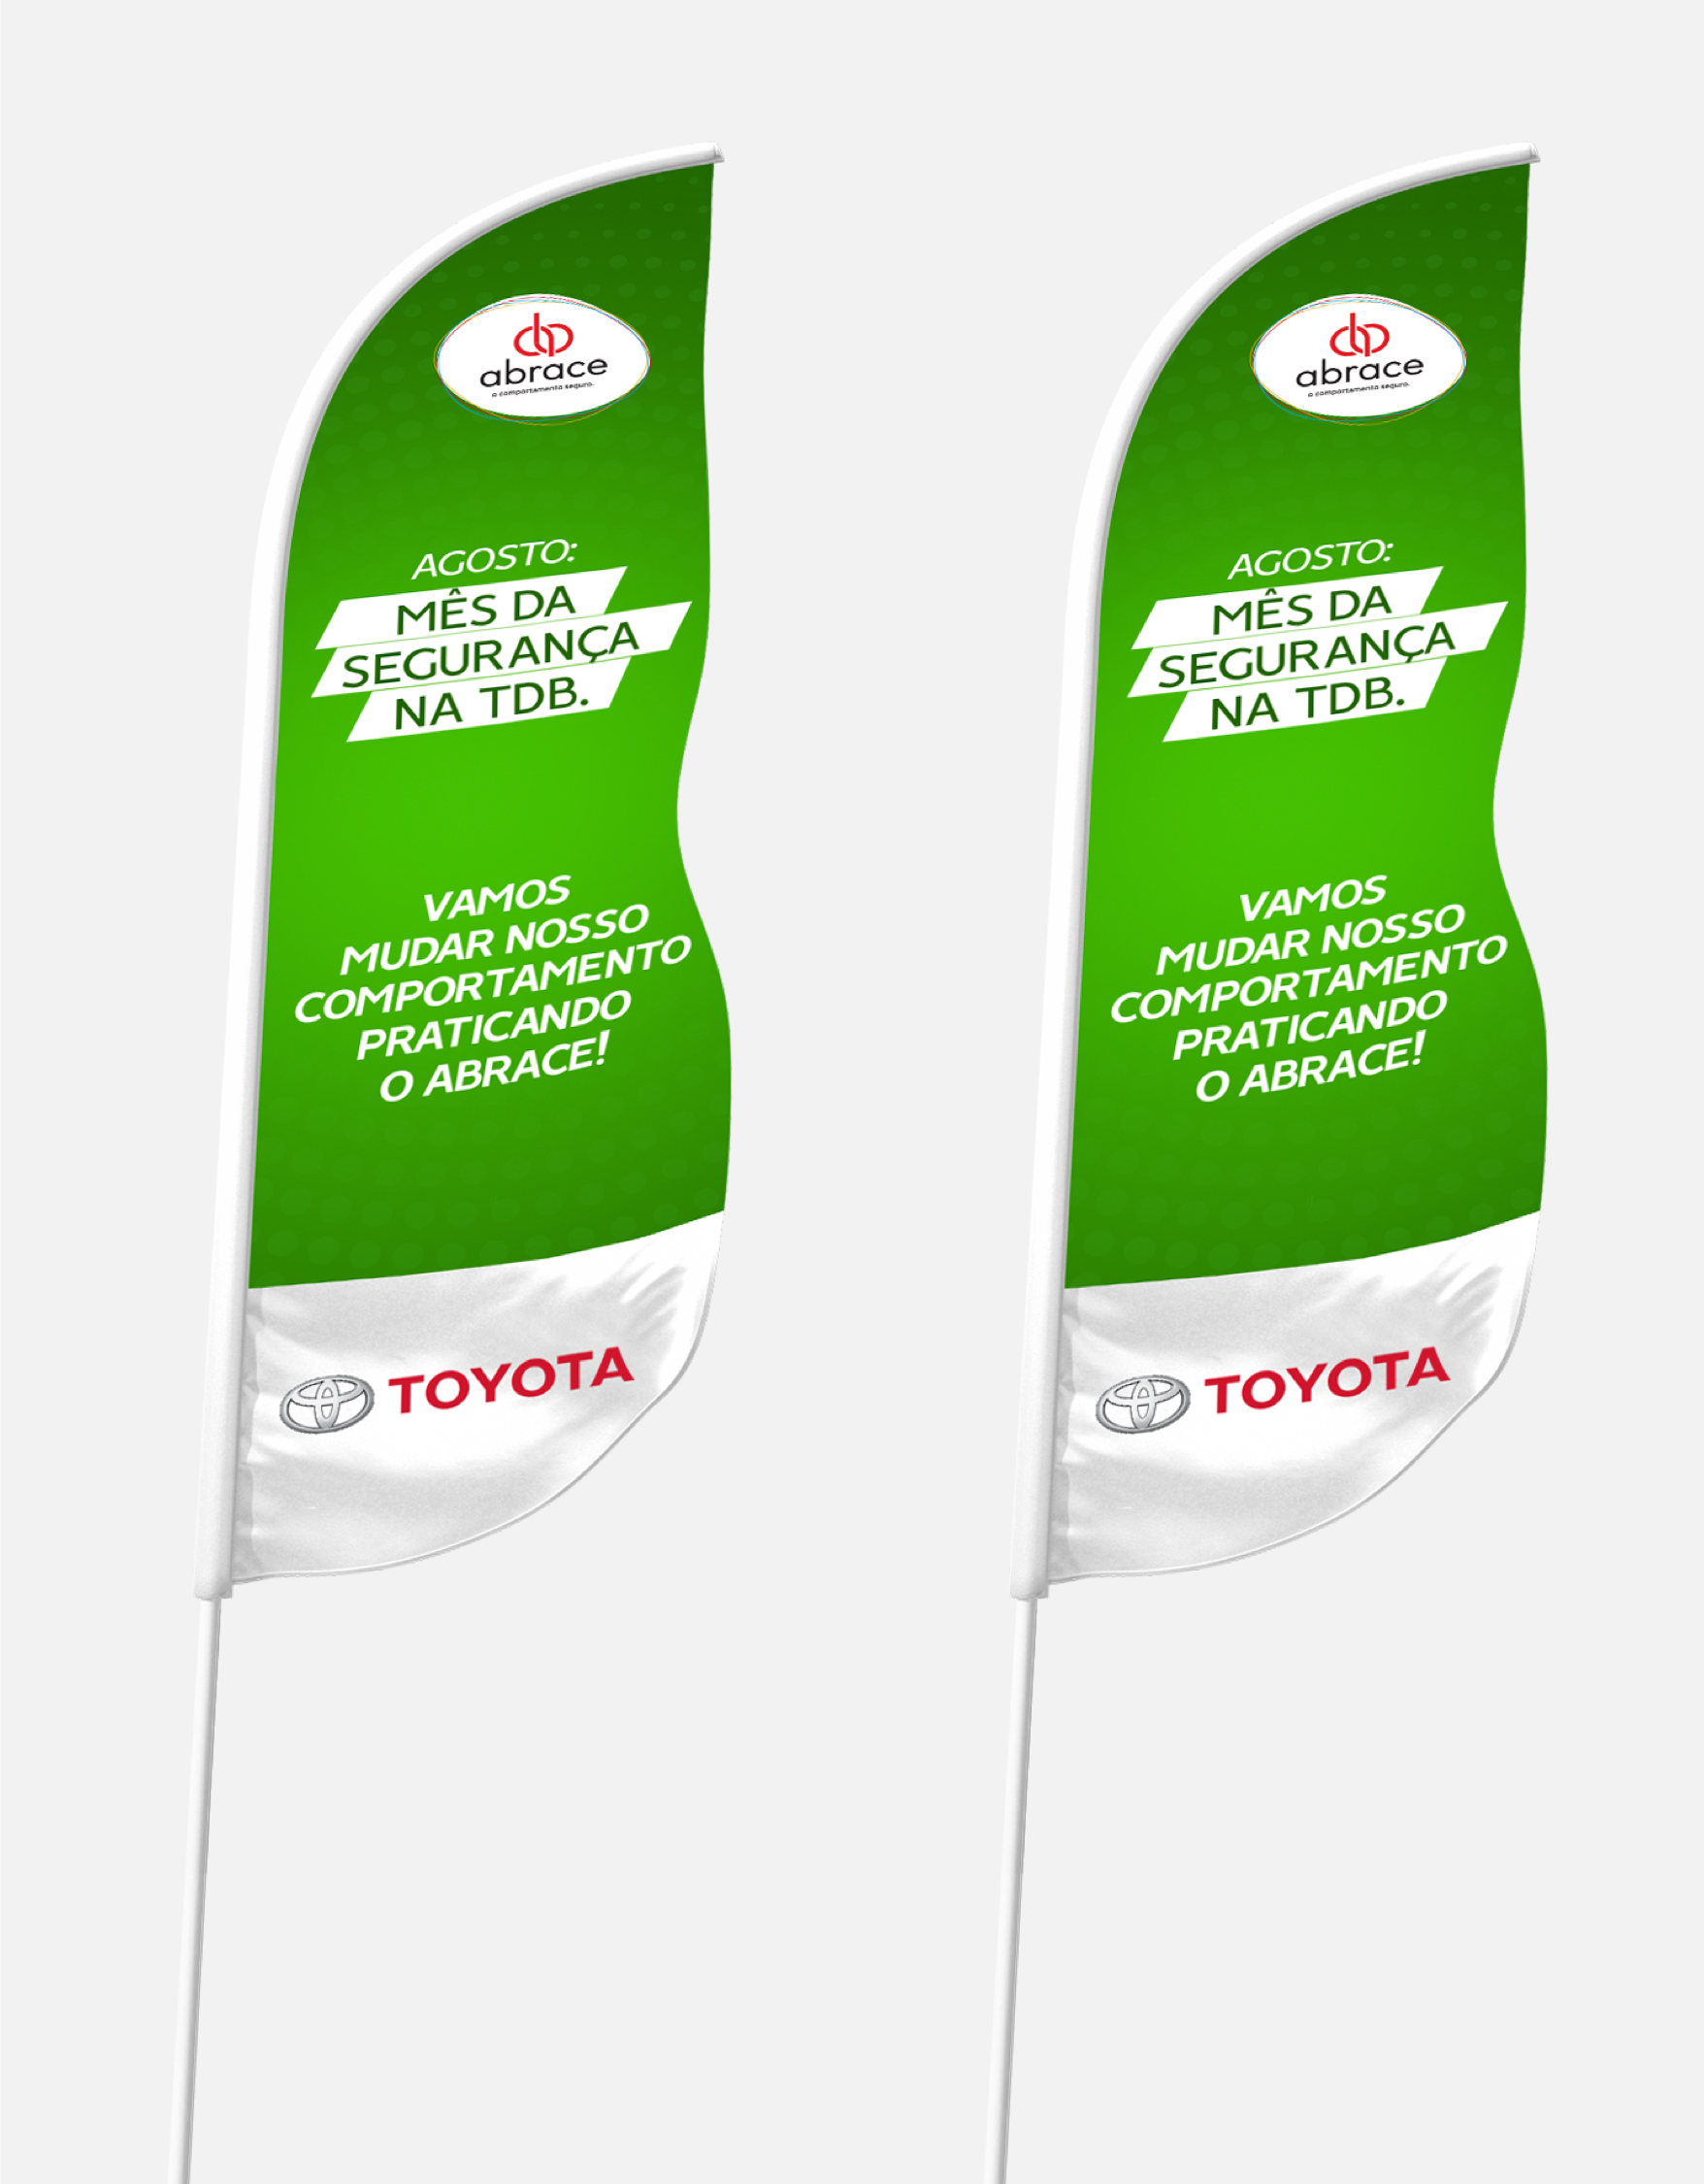 abrace
o comportamento seguro.
AGOSTO:
MÊS DA
SEGURANÇA
NA TDB.
VAMOS
MUDAR NOSSO
COMPORTAMENTO
PRATICANDO
O ABRACE!
TOYOTA
abrace
o comportamento seguro.
AGOSTO:
MÊS DA
SEGURANÇA
NA TDB.
VAMOS
MUDAR NOSSO
COMPORTAMENTO
PRATICANDO
O ABRACE!
TOYOTA